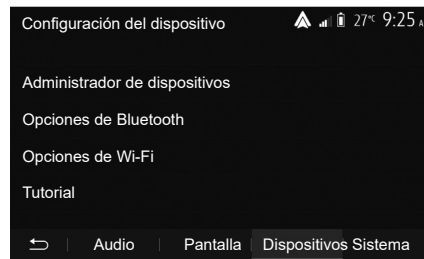 Configuración del dispositivo 27°C 9:25 A
Administrador de dispositivos
Opciones de Bluetooth
Opciones de Wi-Fi
Tutorial
Audio Pantalla Dispositivos Sistema